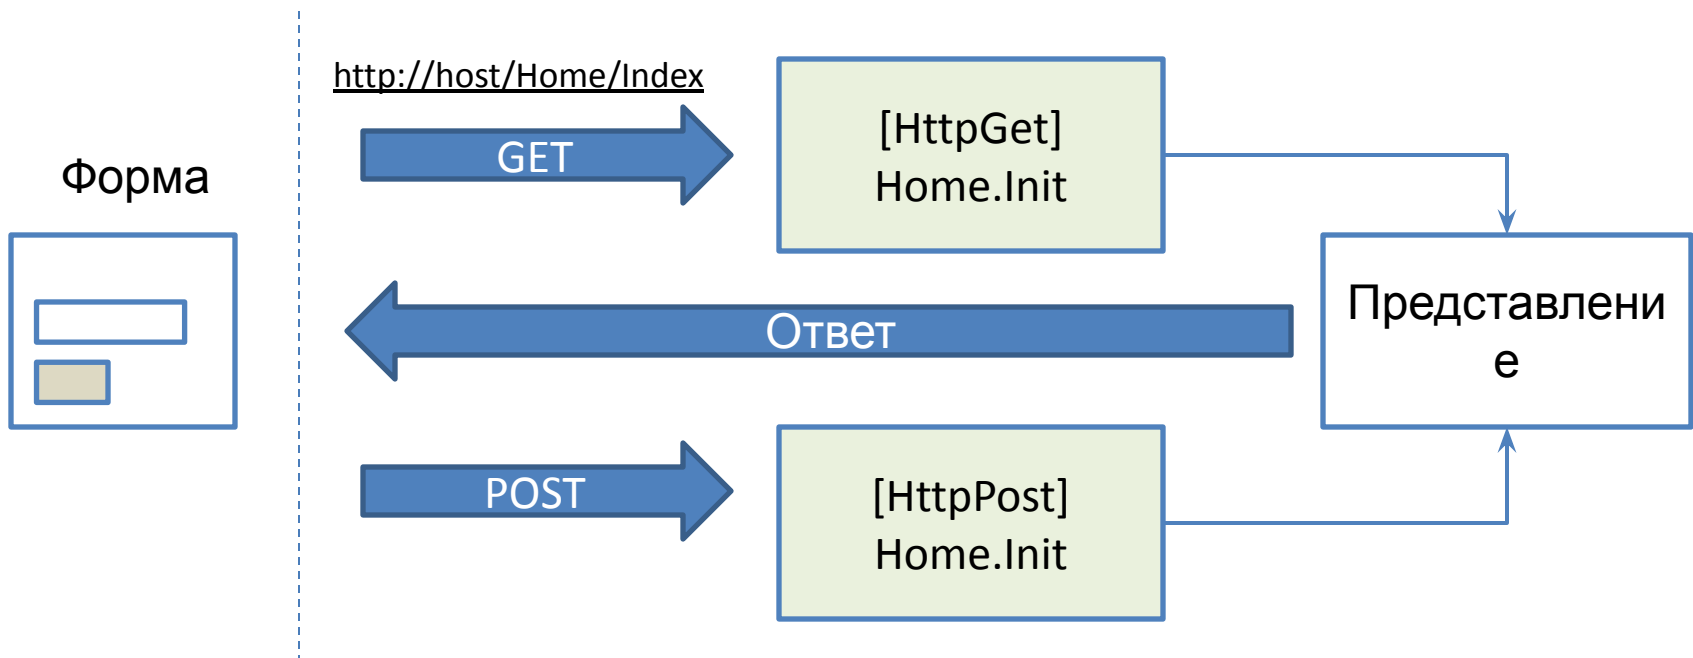 http://host/Home/Index
[HttpGet]
Home.Init
GET
Форма
Представлени
е
Ответ
POST
[HttpPost]
Home.Init